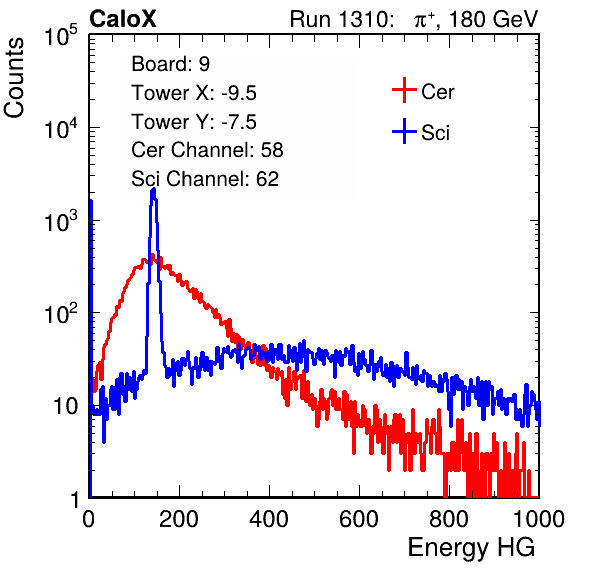 CaloX Run 1310: π⁺, 180 GeV
Counts
Board: 9
Tower X: -9.5
Tower Y: -7.5
Cer Channel: 58
Sci Channel: 62
Cer
Sci
10⁵
10⁴
10³
10²
10
1
0 200 400 600 800 1000
Energy HG